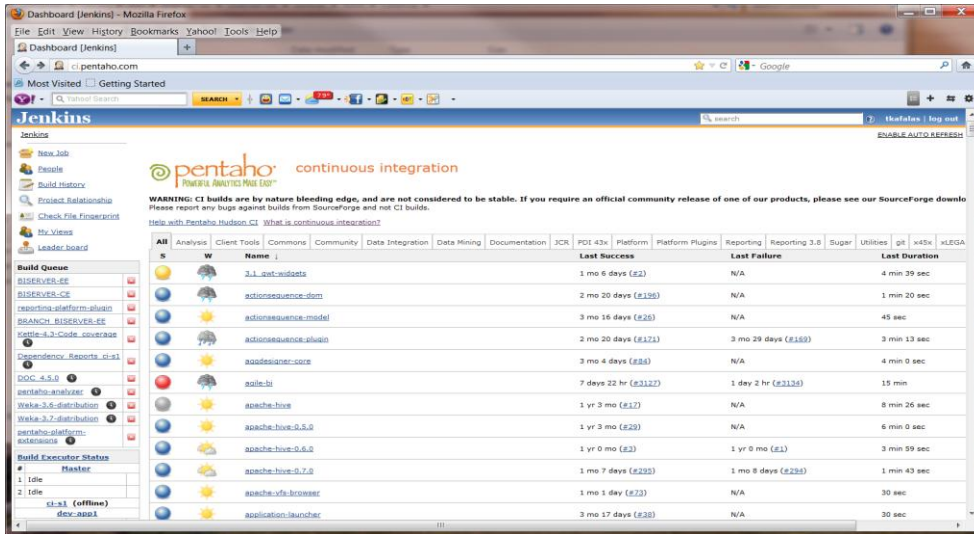 Dashboard [Jenkins] - Mozilla Firefox
File Edit View History Bookmarks Yahoo! Tools Help
Dashboard [Jenkins]
ci.pentaho.com
Google
Most Visited Getting Started
Yahoo! Search
SEARCH
Jenkins
search
tkafalas | log out
Jenkins
ENABLE AUTO REFRESH
New Job
People
Build History
Project Relationship
Check File Fingerprint
My Views
Leader board
pentaho
POWERFUL ANALYTICS MADE EASY™
continuous integration
WARNING: CI builds are by nature bleeding edge, and are not considered to be stable. If you require an official community release of one of our products, please see our SourceForge downlo
Please report any bugs against builds from SourceForge and not CI builds.
Help with Pentaho Hudson CI What is continuous integration?
All Analysis Client Tools Commons Community Data Integration Data Mining Documentation JCR PDI 43x Platform Platform Plugins Reporting Reporting 3.8 Sugar Utilities git x45x xLEGA
S W Name ↓ Last Success Last Failure Last Duration
3.1_gwt-widgets 1 mo 6 days (#2) N/A 4 min 39 sec
actionsequence-dom 2 mo 20 days (#196) N/A 1 min 20 sec
actionsequence-model 3 mo 16 days (#26) N/A 45 sec
actionsequence-plugin 2 mo 20 days (#171) 3 mo 29 days (#169) 3 min 13 sec
aggdesigner-core 3 mo 4 days (#84) N/A 4 min 0 sec
agile-bi 7 days 22 hr (#3127) 1 day 2 hr (#3134) 15 min
apache-hive 1 yr 3 mo (#17) N/A 8 min 26 sec
apache-hive-0.5.0 1 yr 3 mo (#29) N/A 6 min 0 sec
apache-hive-0.6.0 1 yr 0 mo (#3) 1 yr 0 mo (#1) 3 min 59 sec
apache-hive-0.7.0 1 mo 7 days (#295) 1 mo 8 days (#294) 1 min 43 sec
apache-vfs-browser 1 mo 1 day (#73) N/A 30 sec
application-launcher 3 mo 17 days (#38) N/A 30 sec
Build Queue
BISERVER-EE
BISERVER-CE
reporting-platform-plugin
BRANCH_BISERVER-EE
Kettle-4.3-Code_coverage
Dependency_Reports_ci-s1
DOC_4.5.0
pentaho-analyzer
Weka-3.6-distribution
Weka-3.7-distribution
pentaho-platform-
extensions
Build Executor Status
# Master
1 Idle
2 Idle
ci-s1 (offline)
dev-app1